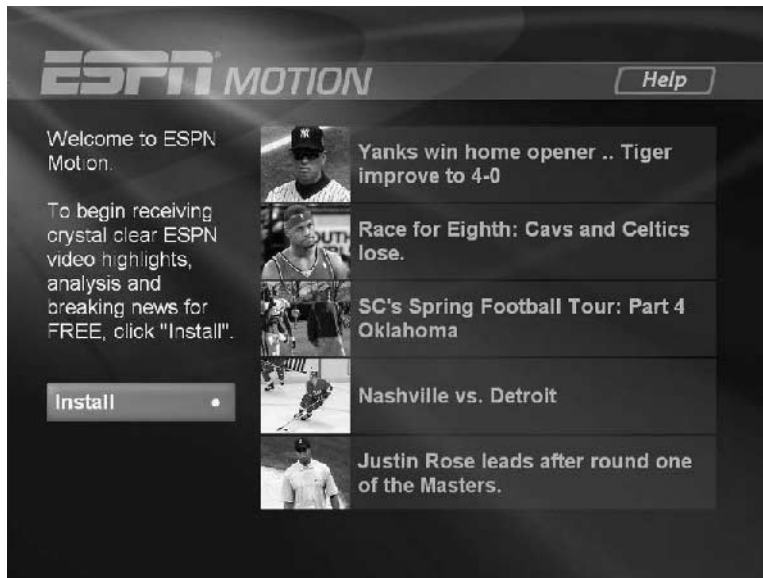 ESPN MOTION
Help
Welcome to ESPN
Motion.
To begin receiving
crystal clear ESPN
video highlights,
analysis and
breaking news for
FREE, click "Install".
Install
Yanks win home opener .. Tiger
improve to 4-0
Race for Eighth: Cavs and Celtics
lose.
SC's Spring Football Tour: Part 4
Oklahoma
Nashville vs. Detroit
Justin Rose leads after round one
of the Masters.